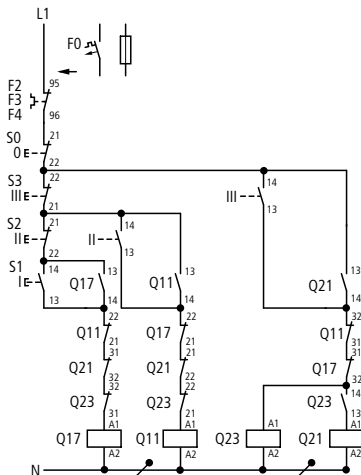 L1
F0
F2 95
F3
F4 96
S0 21
0 E 22
S3 22 14
III E 21 III 13
S2 21 14
II E 22 II 13
S1 14 13 13 13
I E 13 Q17 14 Q11 14 Q21 14
22 22 32
Q11 21 Q17 21 Q11 31
31 22 31
Q21 32 Q21 21 Q17 32
32 22 14
Q23 31 Q23 21 Q23 13
A1 A1 A1 A1
Q17 A2 Q11 A2 Q23 A2 Q21 A2
N